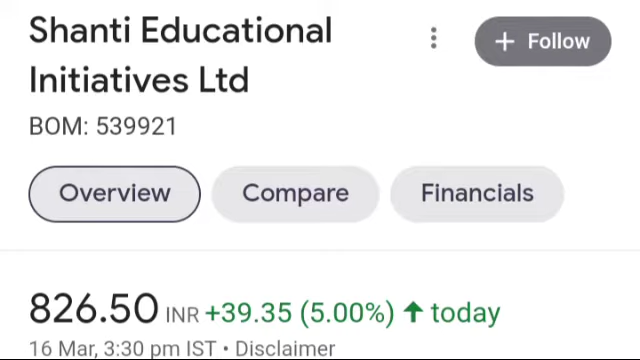 Shanti Educational
Initiatives Ltd
+ Follow
BOM: 539921
Overview Compare Financials
826.50 INR +39.35 (5.00%) ↑ today
16 Mar, 3:30 pm IST • Disclaimer